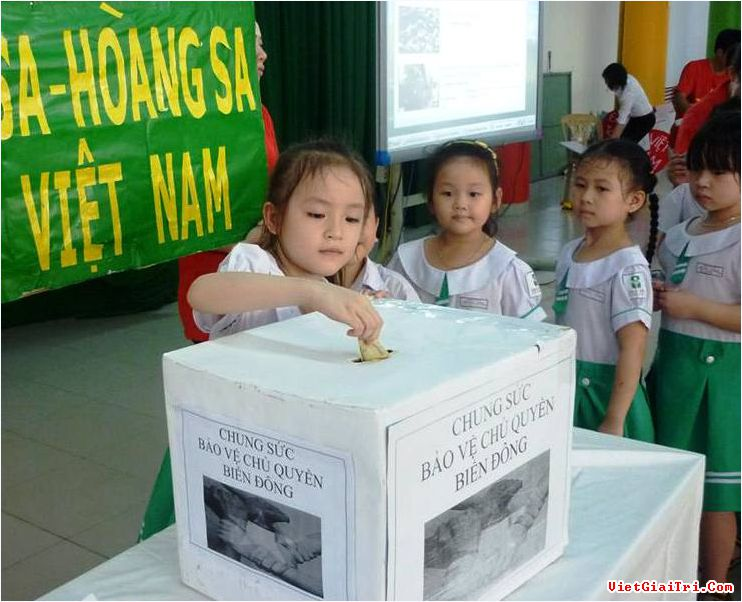 SA-HOÀNG SA
VIỆT NAM
CHUNG SỨC
BẢO VỆ CHỦ QUYỀN
BIỂN ĐÔNG
CHUNG SỨC
BẢO VỆ CHỦ QUYỀN
BIỂN ĐÔNG
VietGiaiTri.Com